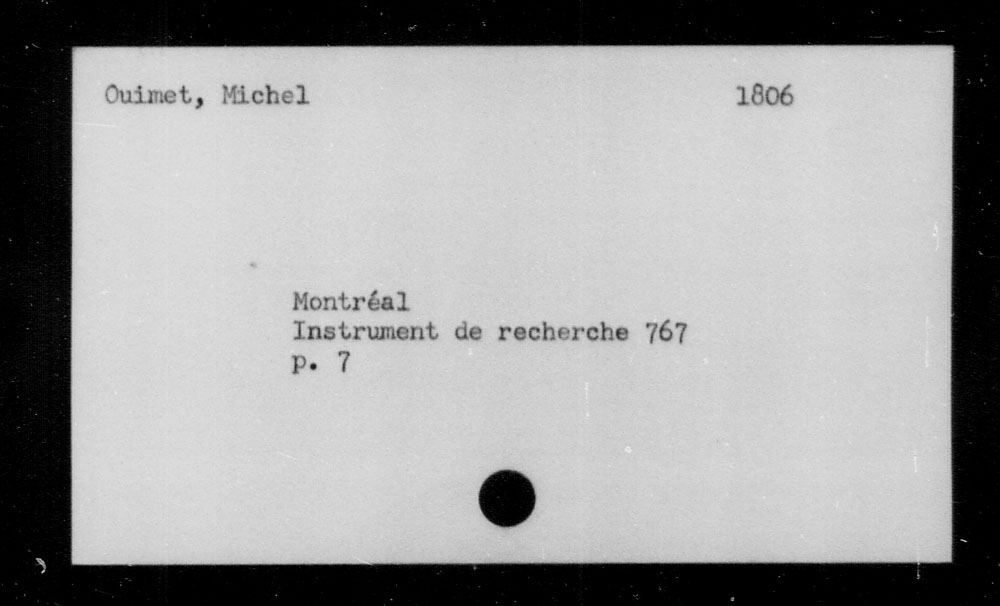 Ouimet, Michel 1806
Montréal
Instrument de recherche 767
p. 7